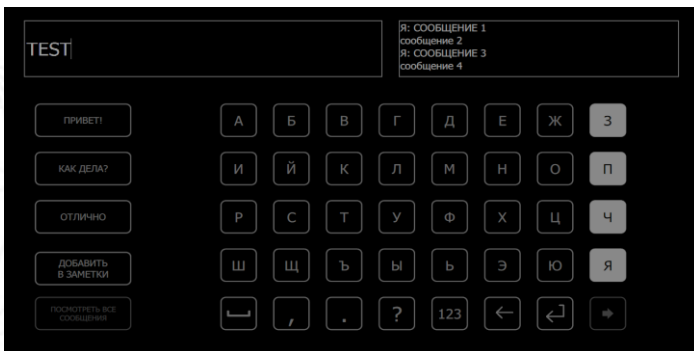 TEST
Я: СООБЩЕНИЕ 1
сообщение 2
Я: СООБЩЕНИЕ 3
сообщение 4
ПРИВЕТ! А Б В Г Д Е Ж З
КАК ДЕЛА? И Й К Л М Н О П
ОТЛИЧНО Р С Т У Ф Х Ц Ч
ДОБАВИТЬ
В ЗАМЕТКИ
Ш Щ Ъ Ы Ь Э Ю Я
ПОСМОТРЕТЬ ВСЕ
СООБЩЕНИЯ
, . ? 123